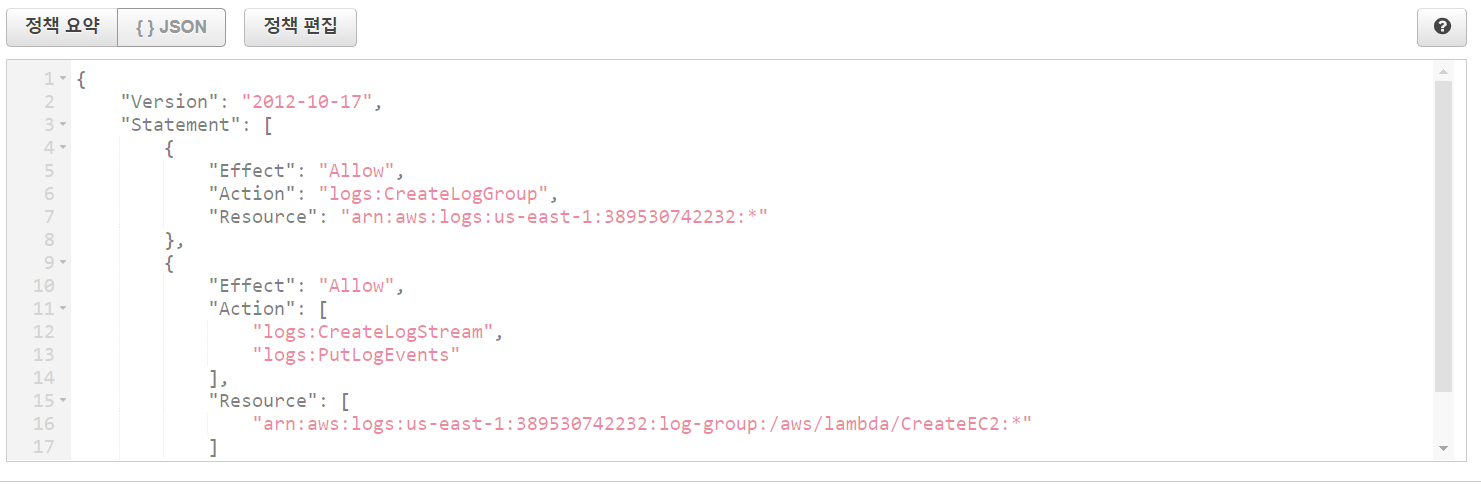 정책 요약 { } JSON 정책 편집 ?
1 {
2 "Version": "2012-10-17",
3 "Statement": [
4 {
5 "Effect": "Allow",
6 "Action": "logs:CreateLogGroup",
7 "Resource": "arn:aws:logs:us-east-1:389530742232:*"
8 },
9 {
10 "Effect": "Allow",
11 "Action": [
12 "logs:CreateLogStream",
13 "logs:PutLogEvents"
14 ],
15 "Resource": [
16 "arn:aws:logs:us-east-1:389530742232:log-group:/aws/lambda/CreateEC2:*"
17 ]